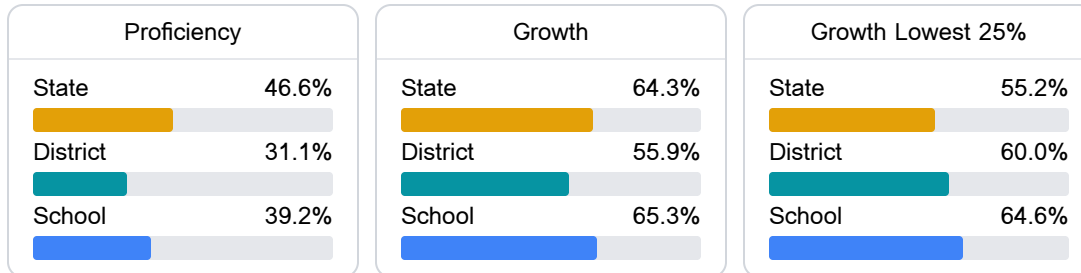 Proficiency
State 46.6%
District 31.1%
School 39.2%
Growth
State 64.3%
District 55.9%
School 65.3%
Growth Lowest 25%
State 55.2%
District 60.0%
School 64.6%